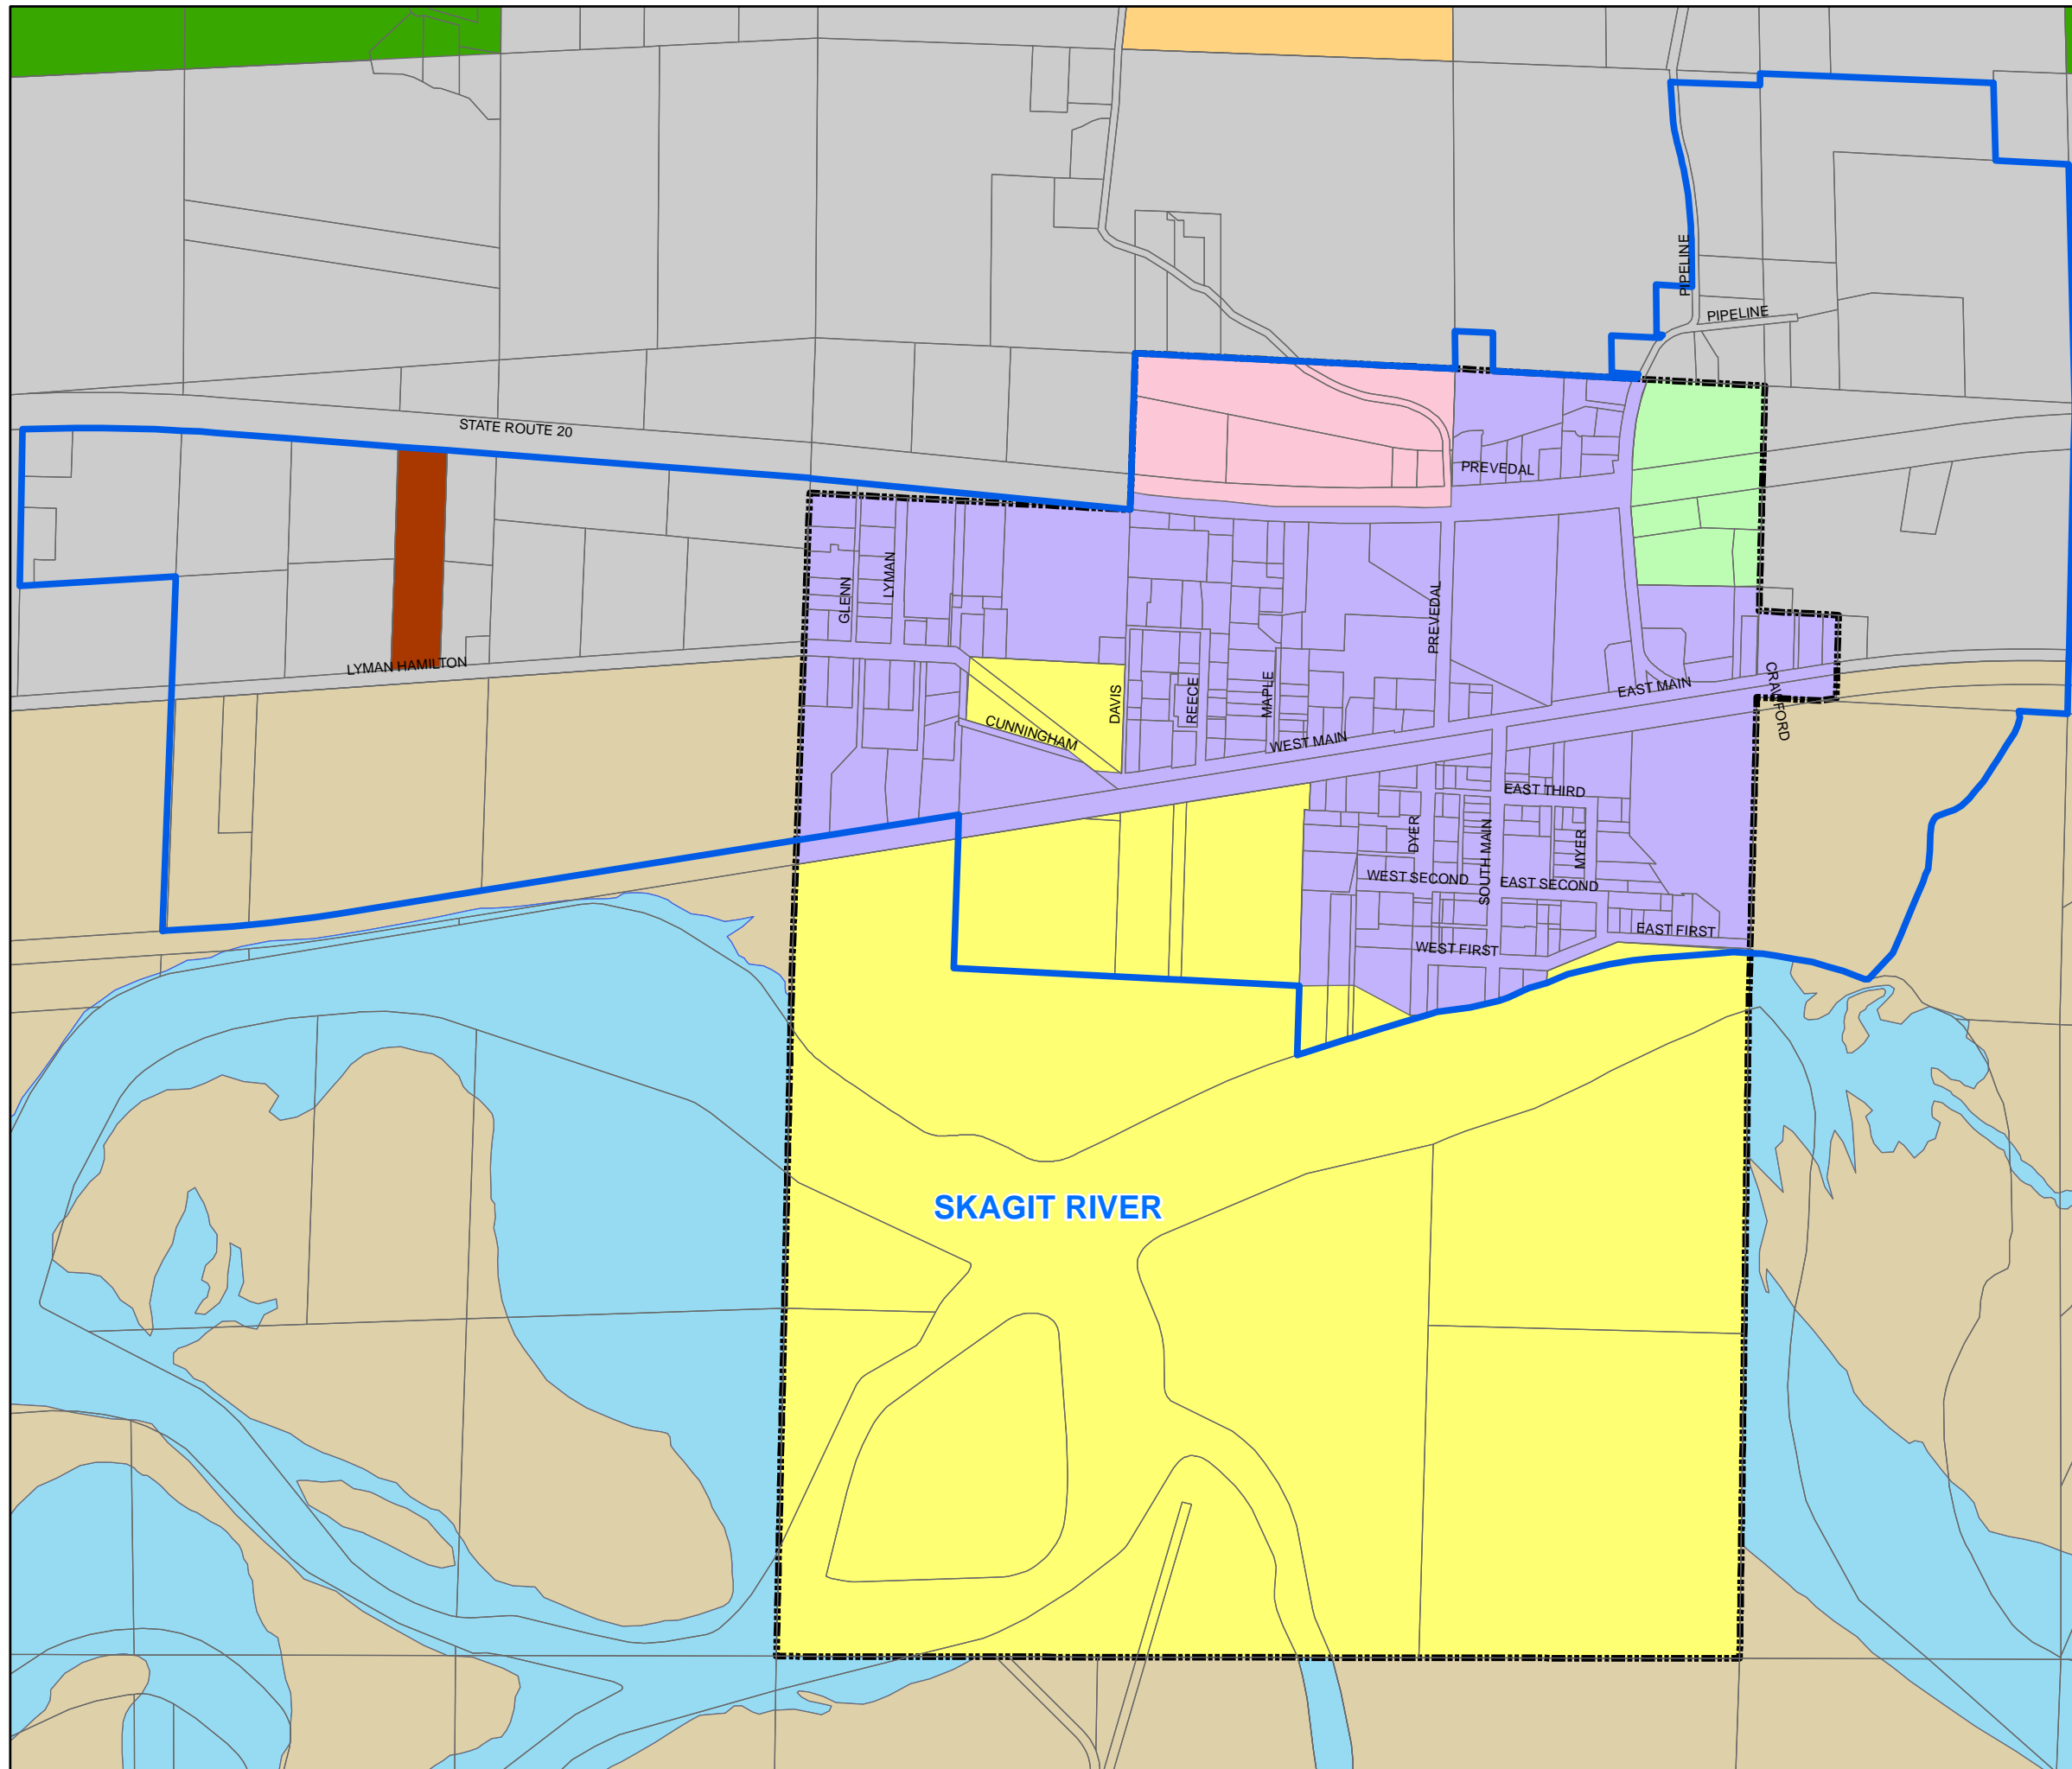 PIPELINE
PIPELINE
STATE ROUTE 20
PREVEDAL
GLENN
LYMAN
PREVEDAL
LYMAN HAMILTON
DAVIS
REECE
MAPLE
EAST MAIN
CRAWFORD
CUNNINGHAM
WEST MAIN
EAST THIRD
DYER
SOUTH MAIN
MYER
WEST SECOND
EAST SECOND
EAST FIRST
WEST FIRST
SKAGIT RIVER